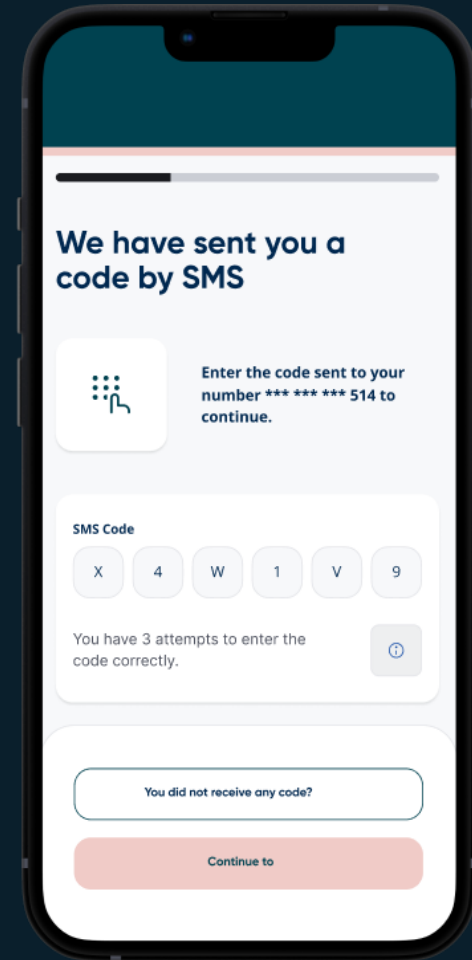 We have sent you a
code by SMS
Enter the code sent to your
number *** *** *** 514 to
continue.
SMS Code
X 4 W 1 V 9
You have 3 attempts to enter the
code correctly.
You did not receive any code?
Continue to